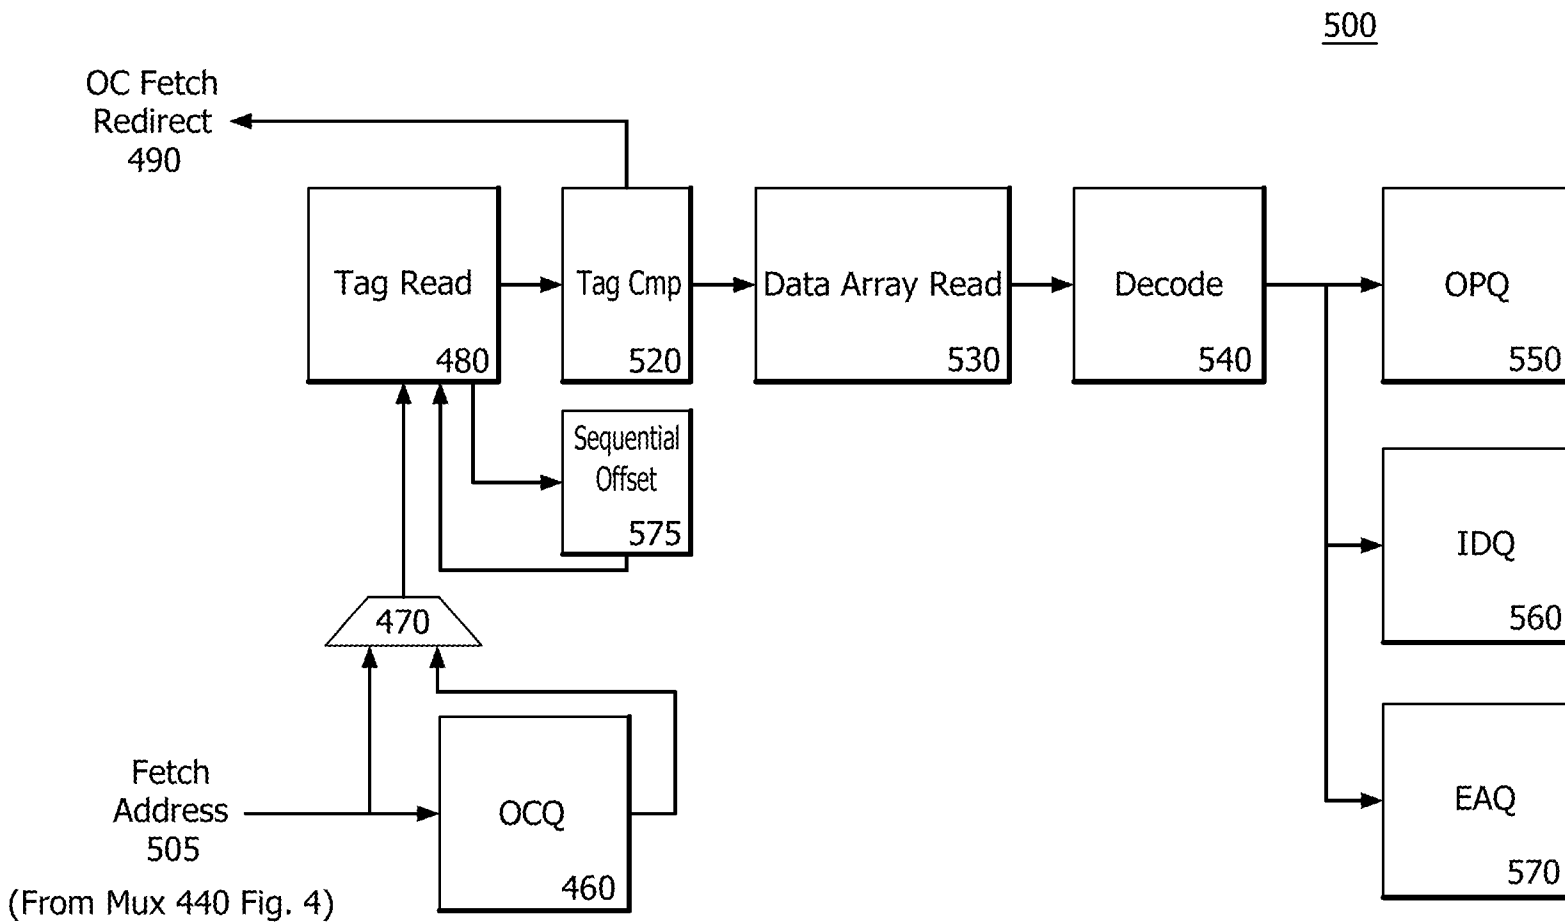 500
OC Fetch
Redirect
490
Tag Read
480
Tag Cmp
520
Data Array Read
530
Decode
540
OPQ
550
Sequential
Offset
575
IDQ
560
470
Fetch
Address
505
(From Mux 440 Fig. 4)
OCQ
460
EAQ
570